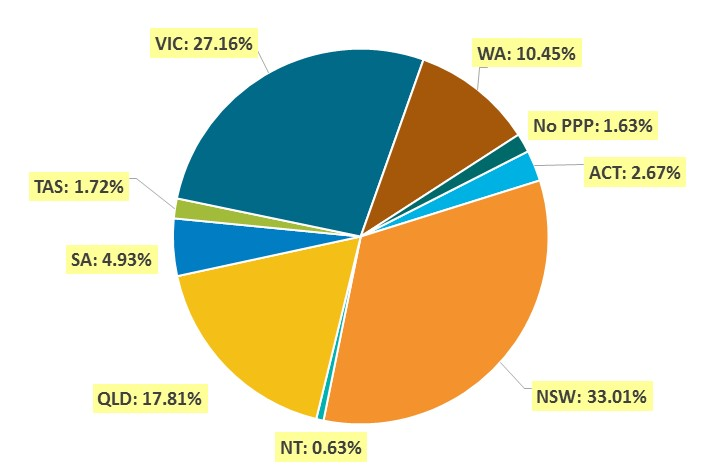 VIC: 27.16%
WA: 10.45%
No PPP: 1.63%
ACT: 2.67%
TAS: 1.72%
SA: 4.93%
QLD: 17.81%
NSW: 33.01%
NT: 0.63%